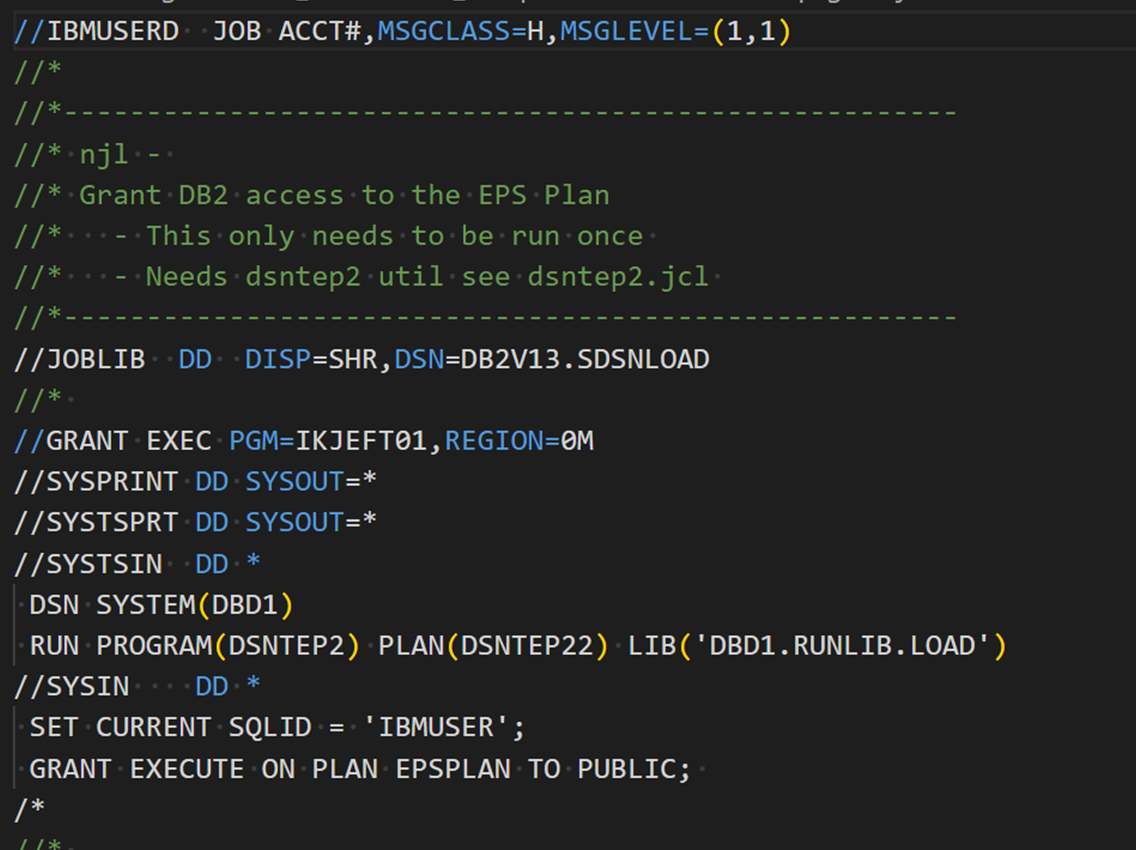 //IBMUSERD  JOB ACCT#,MSGCLASS=H,MSGLEVEL=(1,1)
//*
//*------------------------------------------------------
//* njl -
//* Grant DB2 access to the EPS Plan
//*   - This only needs to be run once
//*   - Needs dsntep2 util see dsntep2.jcl
//*------------------------------------------------------
//JOBLIB  DD  DISP=SHR,DSN=DB2V13.SDSNLOAD
//*
//GRANT EXEC PGM=IKJEFT01,REGION=0M
//SYSPRINT DD SYSOUT=*
//SYSTSPRT DD SYSOUT=*
//SYSTSIN  DD *
 DSN SYSTEM(DBD1)
 RUN PROGRAM(DSNTEP2) PLAN(DSNTEP22) LIB('DBD1.RUNLIB.LOAD')
//SYSIN    DD *
 SET CURRENT SQLID = 'IBMUSER';
 GRANT EXECUTE ON PLAN EPSPLAN TO PUBLIC;
/*
//*